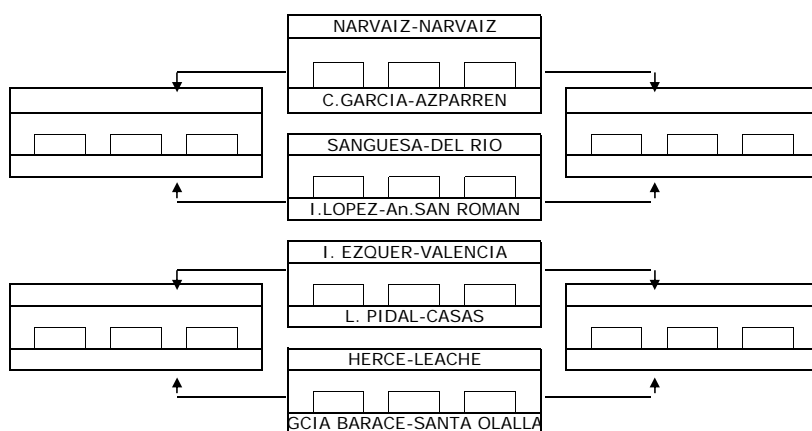 NARVAIZ-NARVAIZ
C.GARCIA-AZPARREN
SANGUESA-DEL RIO
I.LOPEZ-An.SAN ROMAN
I. EZQUER-VALENCIA
L. PIDAL-CASAS
HERCE-LEACHE
GCIA BARACE-SANTA OLALLA